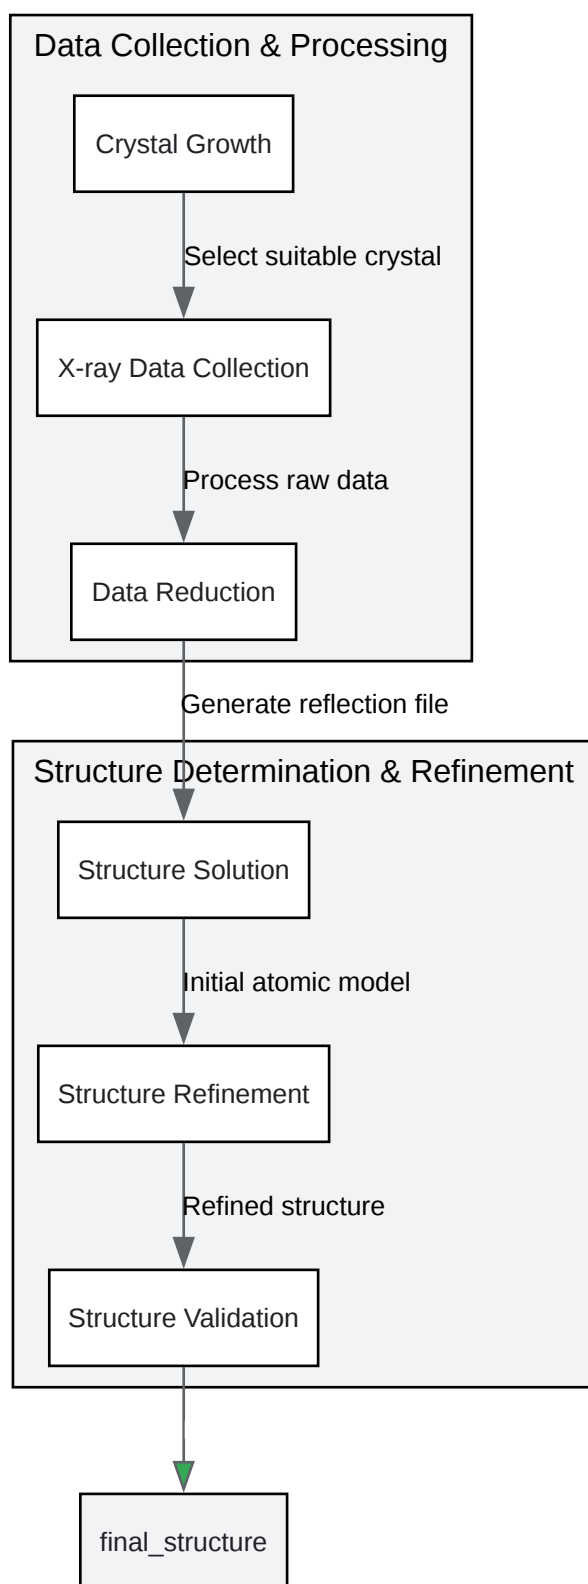 Data Collection & Processing
Crystal Growth
Select suitable crystal
X-ray Data Collection
Process raw data
Data Reduction
Generate reflection file
Structure Determination & Refinement
Structure Solution
Initial atomic model
Structure Refinement
Refined structure
Structure Validation
final_structure